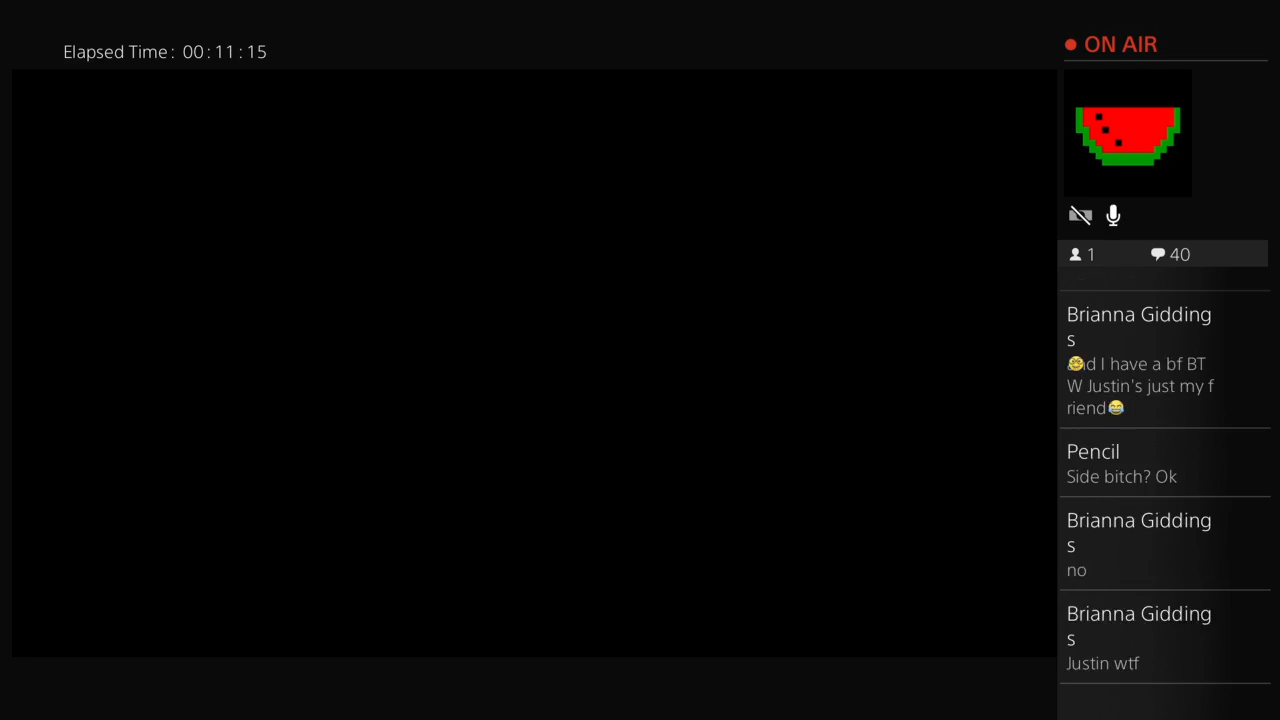 Elapsed Time: 00:11:15
ON AIR
1 40
Brianna Gidding
s
nd I have a bf BT
W Justin's just my f
riend😂
Pencil
Side bitch? Ok
Brianna Gidding
s
no
Brianna Gidding
s
Justin wtf